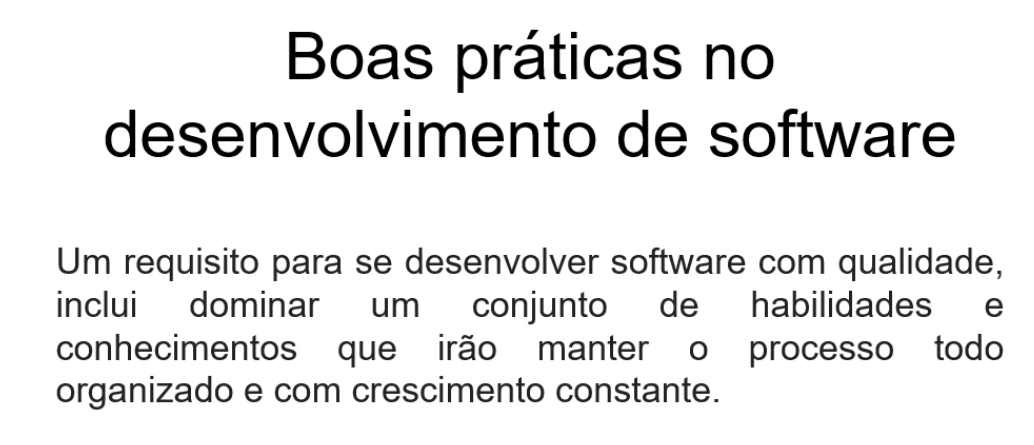 Boas práticas no
desenvolvimento de software
Um requisito para se desenvolver software com qualidade,
inclui dominar um conjunto de habilidades e
conhecimentos que irão manter o processo todo
organizado e com crescimento constante.